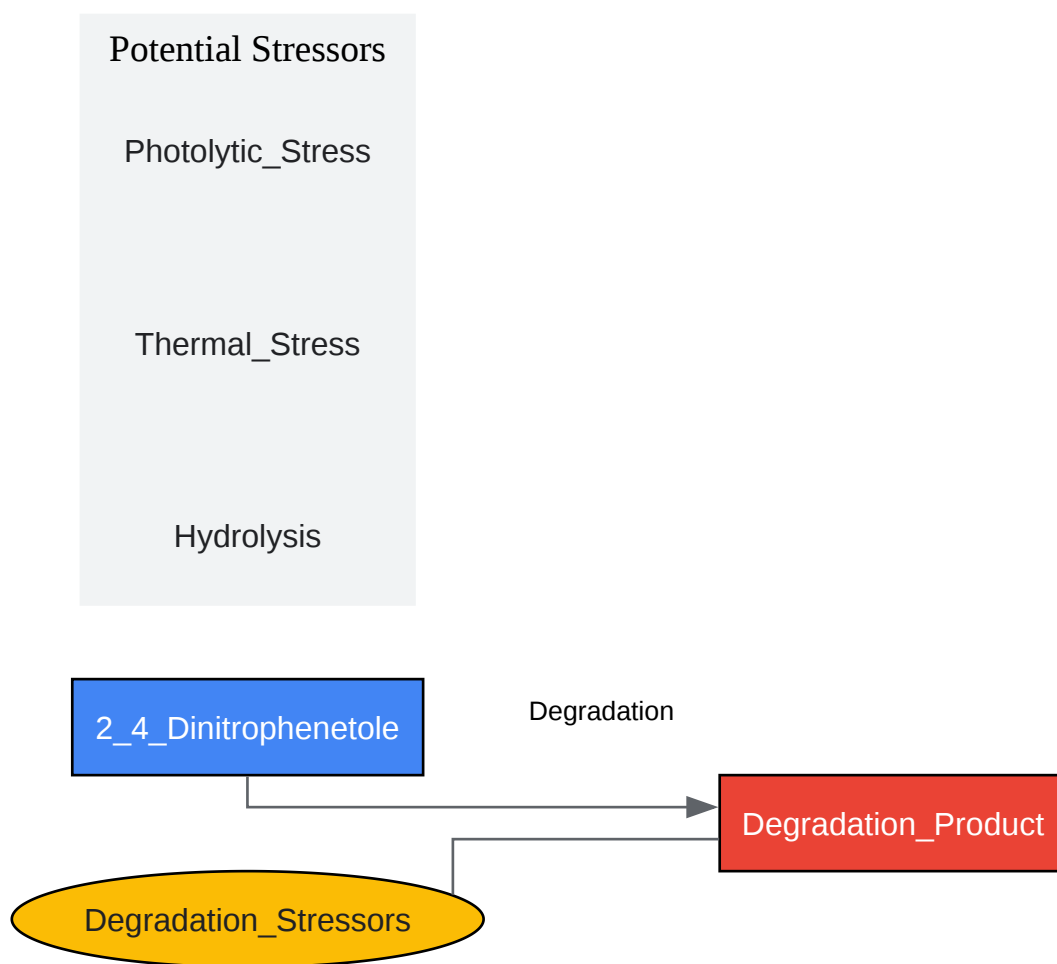 Potential Stressors
Photolytic_Stress
Thermal_Stress
Hydrolysis
2_4_Dinitrophenetole
Degradation
Degradation_Product
Degradation_Stressors